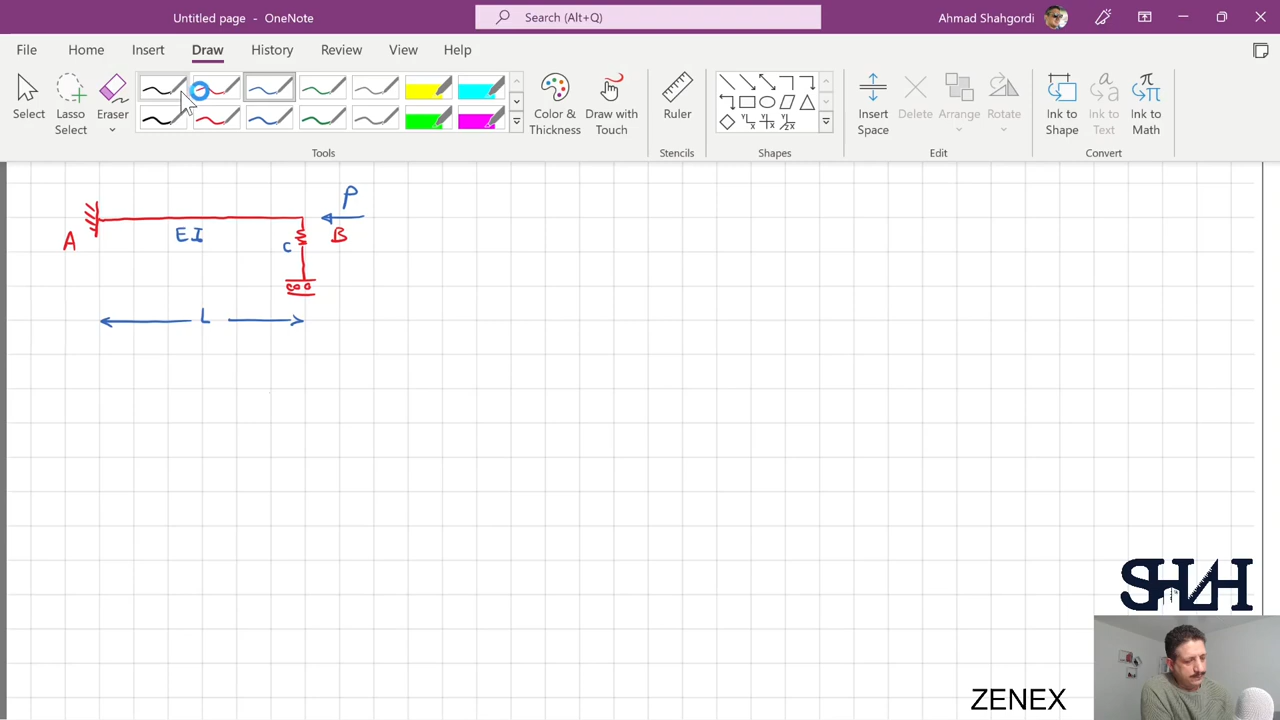 Untitled page - OneNote
Search (Alt+Q)
Ahmad Shahgordi
File Home Insert Draw History Review View Help
Select
Lasso Select
Eraser
Color & Thickness
Draw with Touch
Ruler
Insert Space
Delete
Arrange
Rotate
Ink to Shape
Ink to Text
Ink to Math
Tools
Stencils
Shapes
Edit
Convert
P
A
EI
C
B
L
SHZH
ZENEX